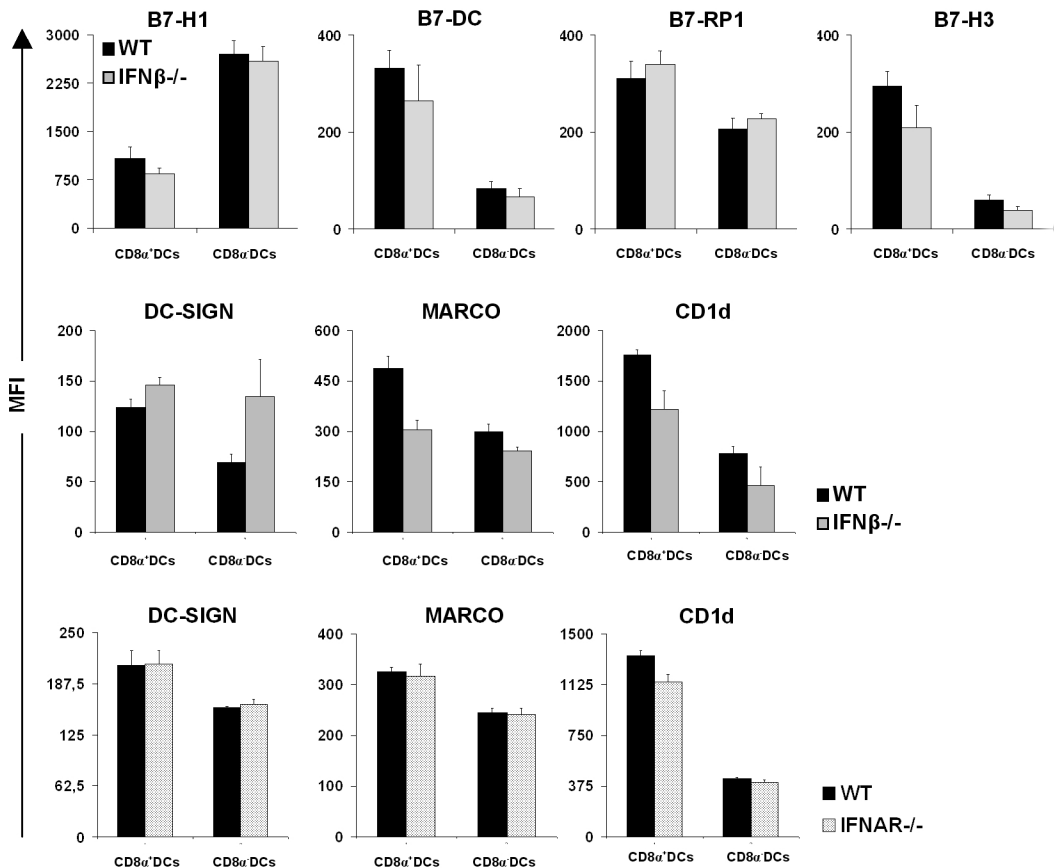 B7-H1 B7-DC B7-RP1 B7-H3
3000 400 400 400
WT
IFNβ-/-
2250
1500 200 200 200
750
0 0 0 0
CD8α⁺DCs CD8α⁻DCs CD8α⁺DCs CD8α⁻DCs CD8α⁺DCs CD8α⁻DCs CD8α⁺DCs CD8α⁻DCs
MFI
DC-SIGN MARCO CD1d
200 600 2000
150 450 1500
100 300 1000
50 150 500
0 0 0
WT
IFNβ-/-
CD8α⁺DCs CD8α⁻DCs CD8α⁺DCs CD8α⁻DCs CD8α⁺DCs CD8α⁻DCs
DC-SIGN MARCO CD1d
250 400 1500
187,5 300 1125
125 200 750
62,5 100 375
0 0 0
WT
IFNAR-/-
CD8α⁺DCs CD8α⁻DCs CD8α⁺DCs CD8α⁻DCs CD8α⁺DCs CD8α⁻DCs